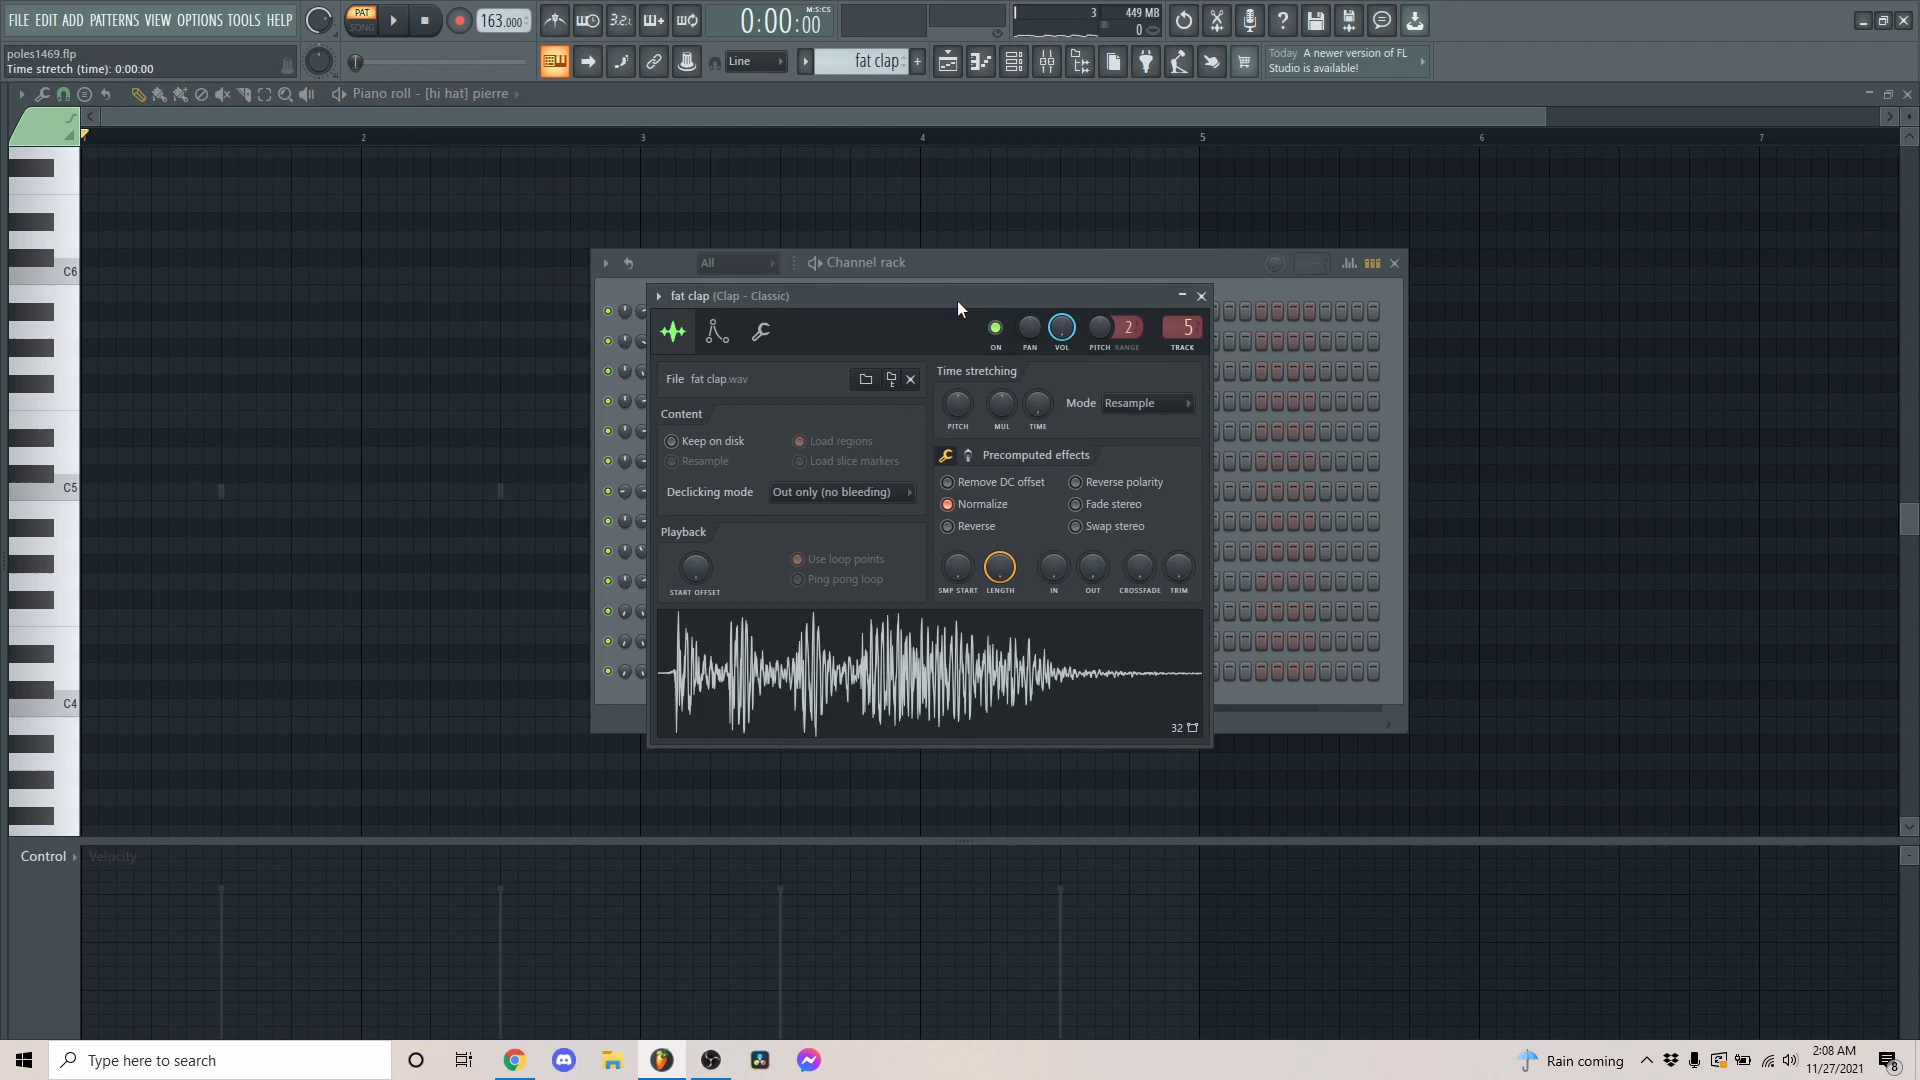 FILE EDIT ADD PATTERNS VIEW OPTIONS TOOLS HELP
PAT
SONG
163.000
3.2.
0:00:00
M:S:CS
3
449 MB
0
poles1469.flp
Time stretch (time): 0:00:00
Line
fat clap
+
Today A newer version of FL
Studio is available!
Piano roll - [hi hat] pierre
2
3
4
5
6
7
C6
C5
C4
All
Channel rack
fat clap (Clap - Classic)
ON
PAN
VOL
PITCH
2
RANGE
5
TRACK
File fat clap.wav
Content
Keep on disk
Load regions
Resample
Load slice markers
Declicking mode
Out only (no bleeding)
Playback
START OFFSET
Use loop points
Ping pong loop
Time stretching
PITCH
MUL
TIME
Mode
Resample
Precomputed effects
Remove DC offset
Reverse polarity
Normalize
Fade stereo
Reverse
Swap stereo
SMP START
LENGTH
IN
OUT
CROSSFADE
TRIM
32
Control
Velocity
Type here to search
Rain coming
2:08 AM
11/27/2021
8